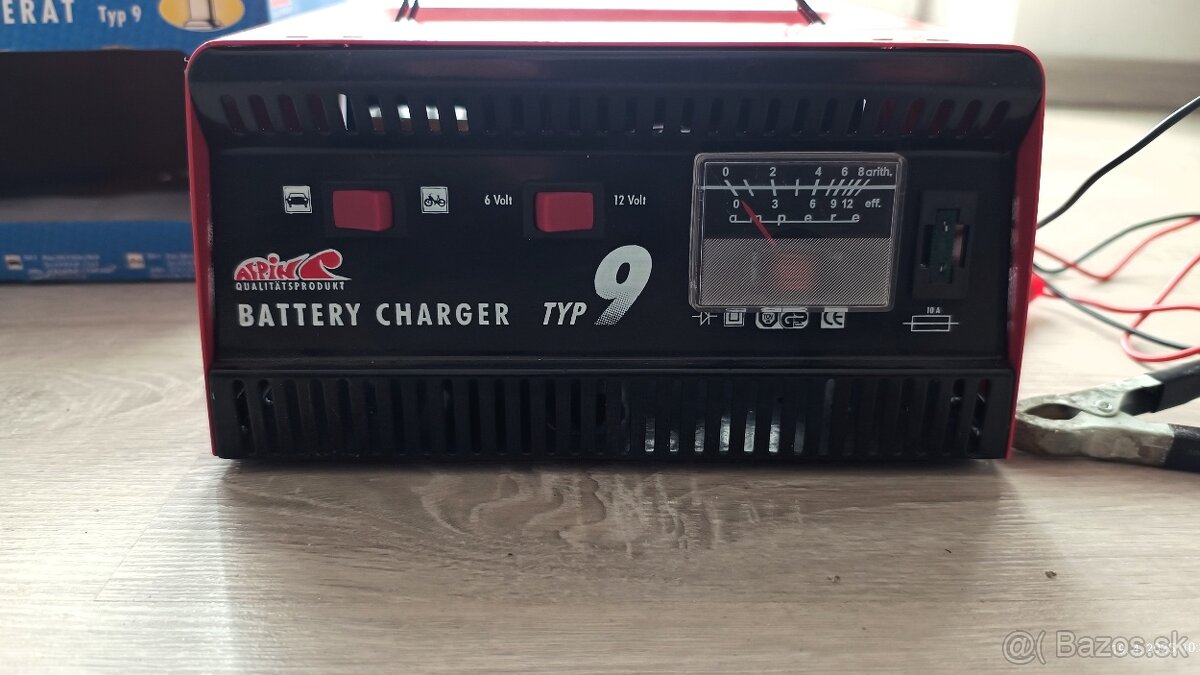 ERAT Typ 9
0 2 4 6 8 arith.
0 3 6 9 12 eff.
ampere
6 Volt
12 Volt
ALPIN
QUALITÄTSPRODUKT
BATTERY CHARGER TYP 9
CE
10 A
@( Bazos.sk